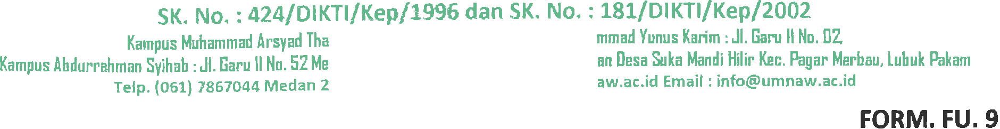 SK. No. : 424/DIKTI/Kep/1996 dan SK. No. : 181/DIKTI/Kep/2002
Kampus Muhammad Arsyad Tha mmad Yunus Karim : Jl. Garu II No. 02,
Kampus Abdurrahman Syihab : Jl. Garu II No. 52 Me an Desa Suka Mandi Hilir Kec. Pagar Merbau, Lubuk Pakam
Telp. (061) 7867044 Medan 2 aw.ac.id Email : info@umnaw.ac.id
FORM. FU. 9